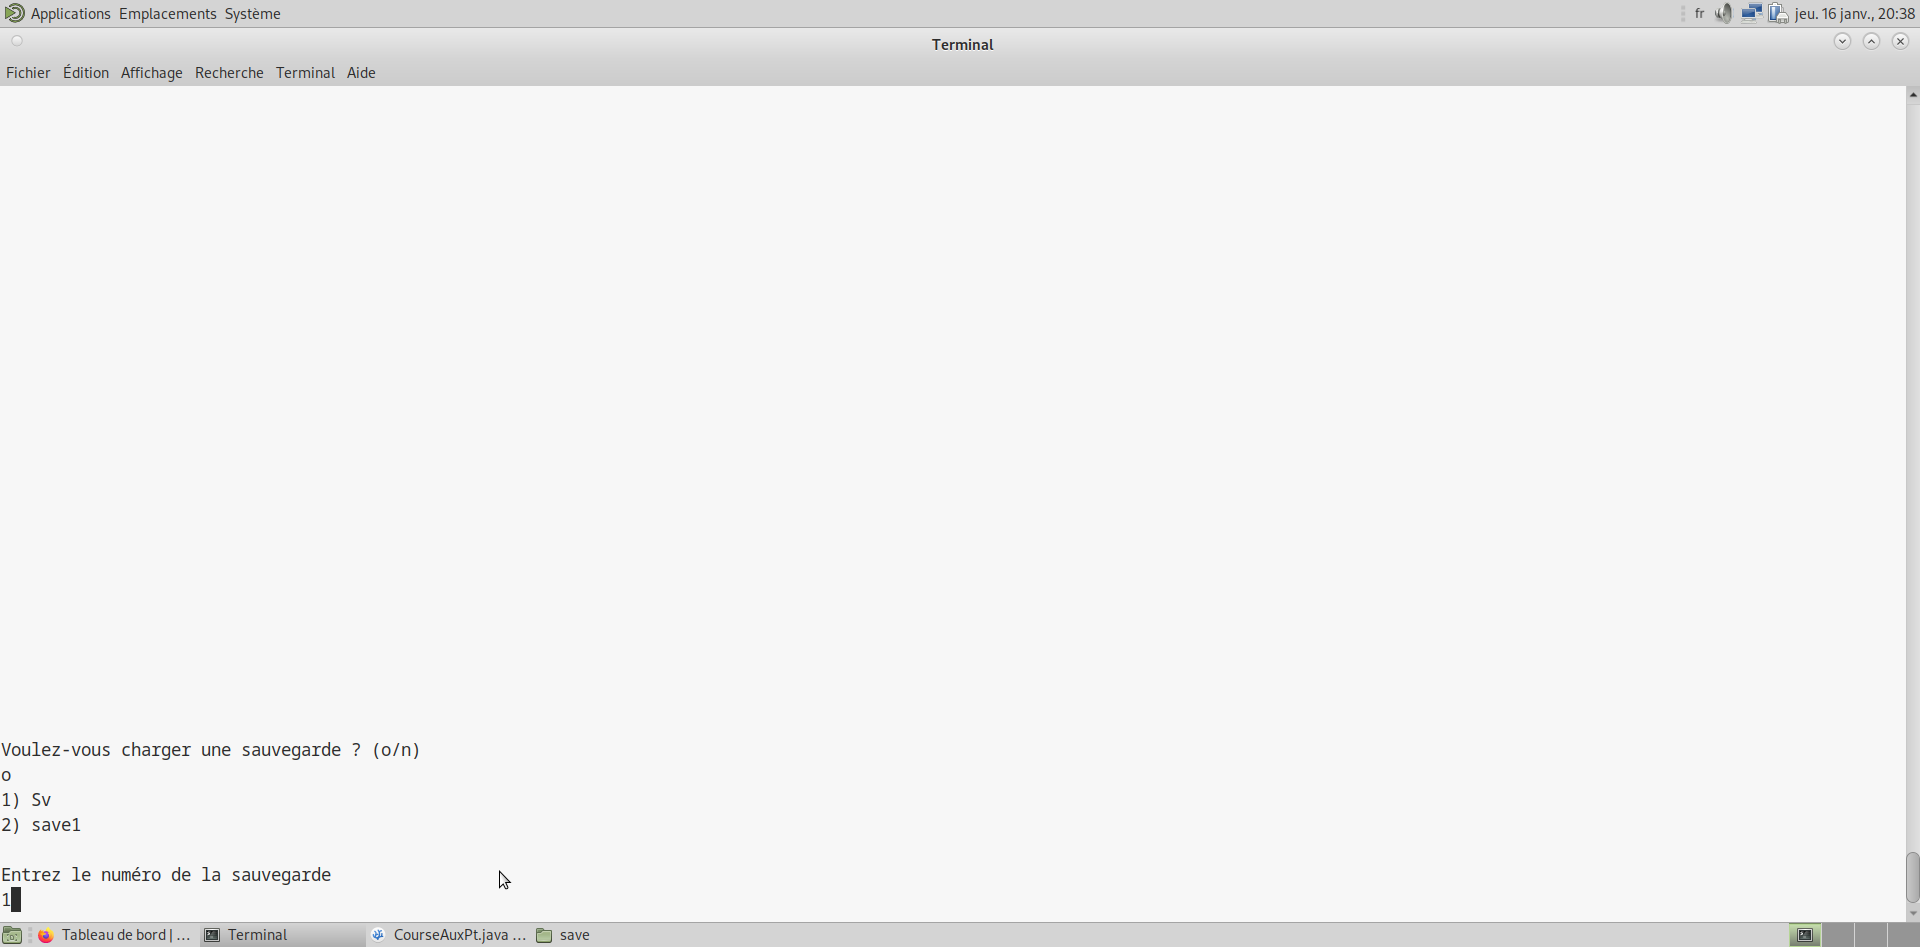 Applications Emplacements Système fr jeu. 16 janv., 20:38
Terminal
Fichier Édition Affichage Recherche Terminal Aide
Voulez-vous charger une sauvegarde ? (o/n)
o
1) Sv
2) save1
Entrez le numéro de la sauvegarde
1
Tableau de bord | ... Terminal CourseAuxPt.java ... save